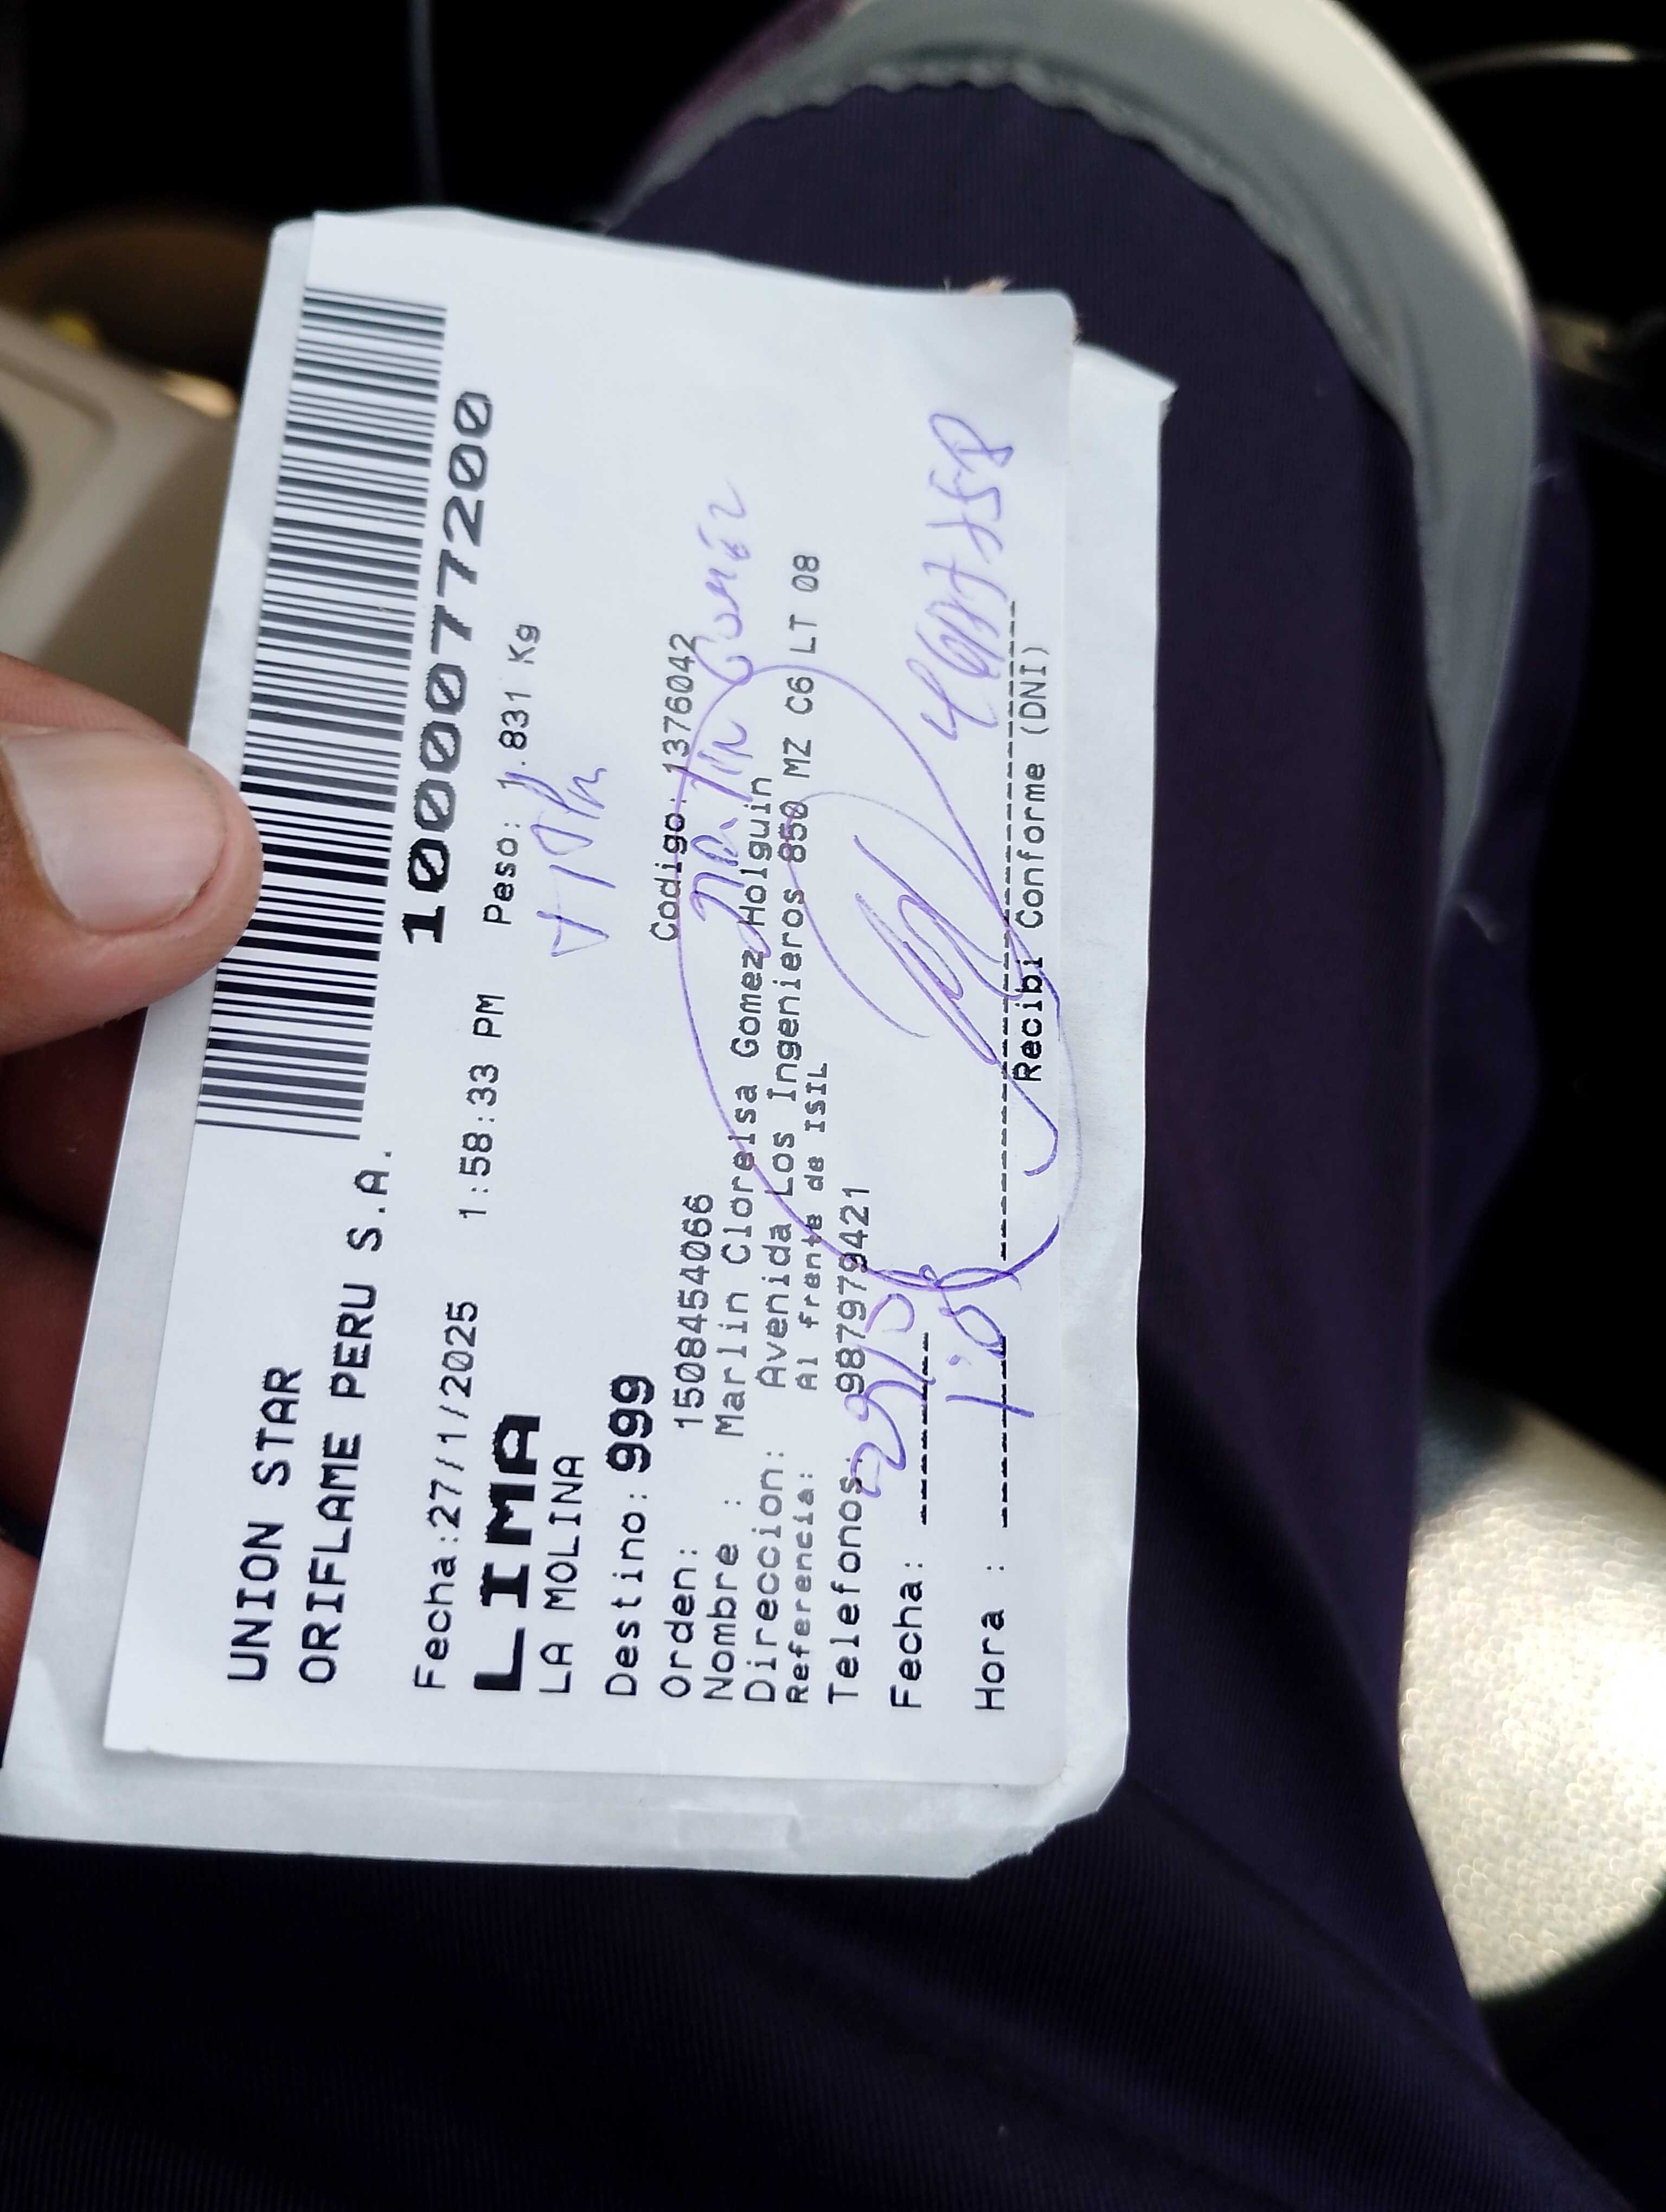 UNION STAR
ORIFLAME PERU S.A.
10000077200
Fecha:27/1/2025 1:58:33 PM Peso: 1.831 Kg
LIMA
LA MOLINA
Destino: 999
Orden: 1508454066 Codigo: 1376042
Nombre : Marlin Cloreisa Gomez Holguin
Direccion: Avenida Los Ingenieros 850 MZ C6 LT 08
Referencia: Al frente de ISIL
Telefonos: 987979421
Fecha:
Hora :
Recibi Conforme (DNI)